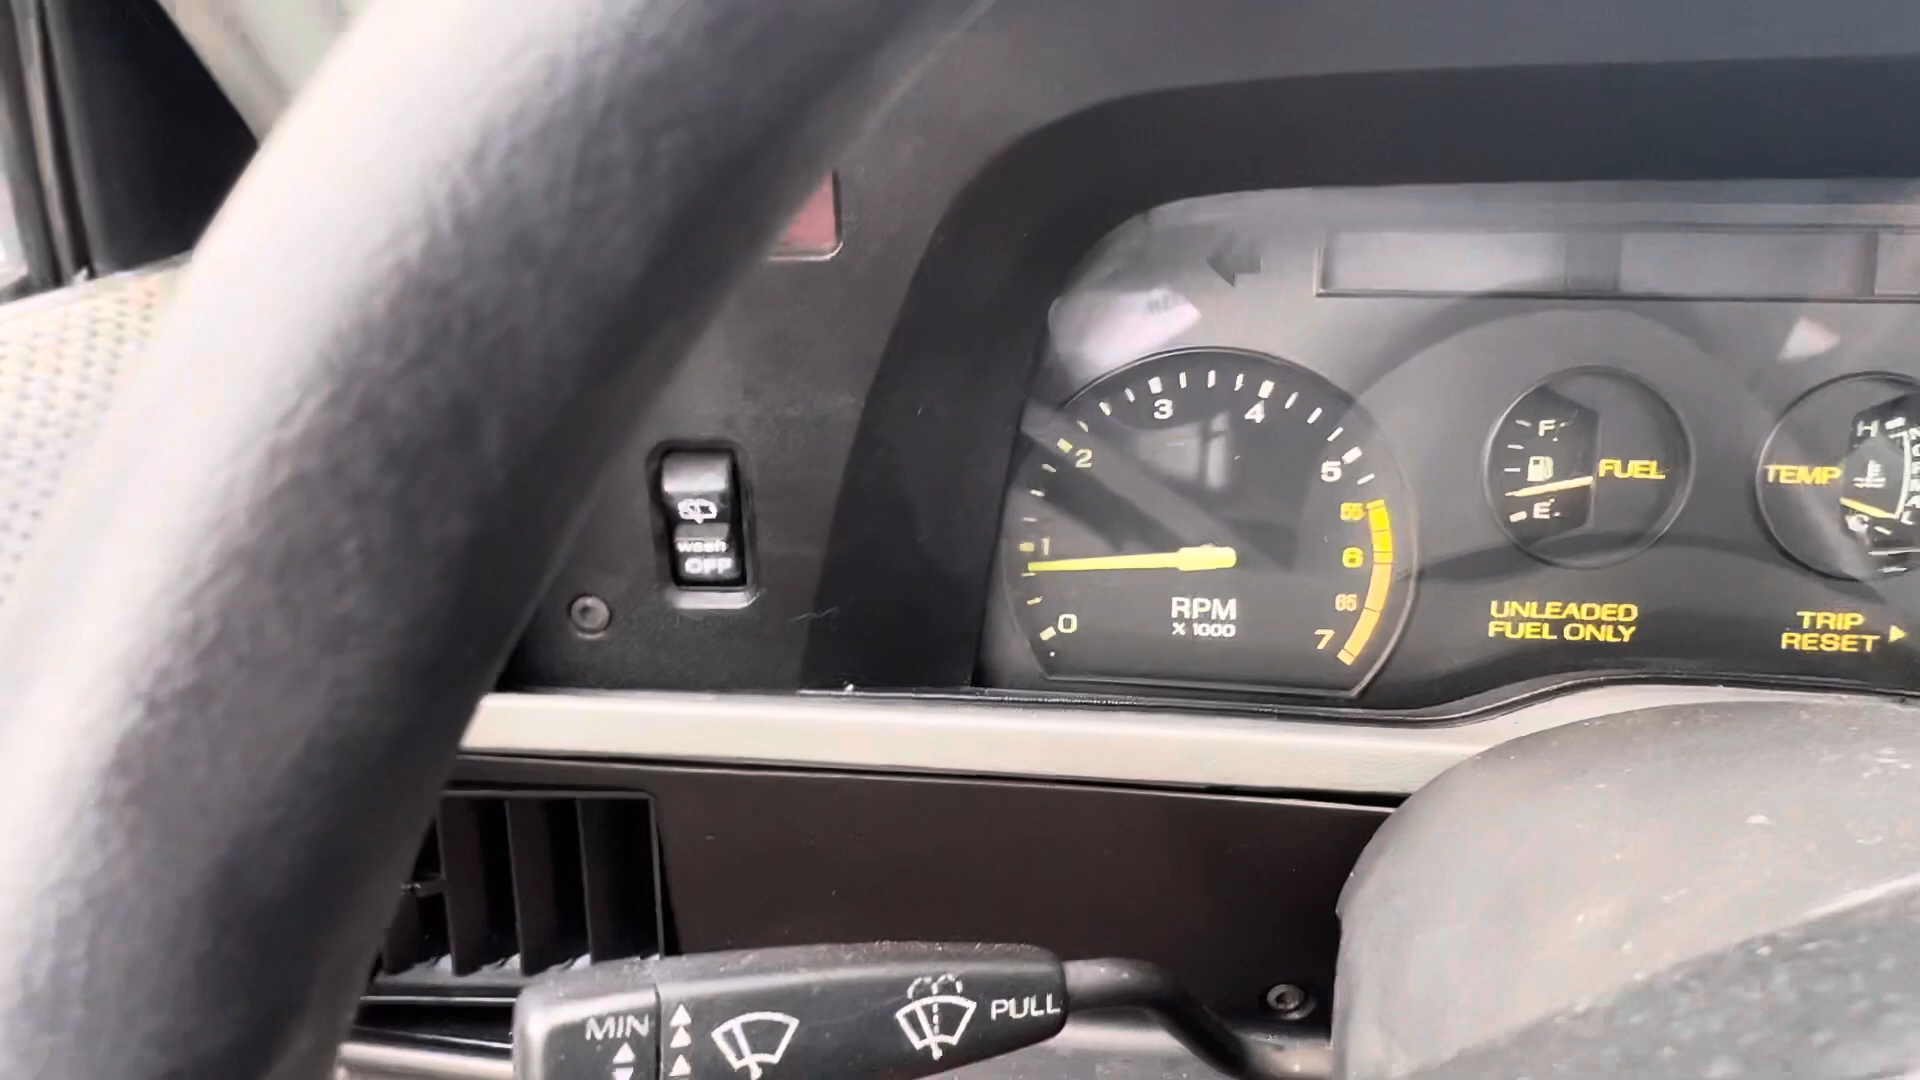 3
4
2
5
F
FUEL
H
TEMP
55
E
C
1
6
wash
OFF
65
RPM
X 1000
0
7
UNLEADED
FUEL ONLY
TRIP
RESET
MIN
PULL